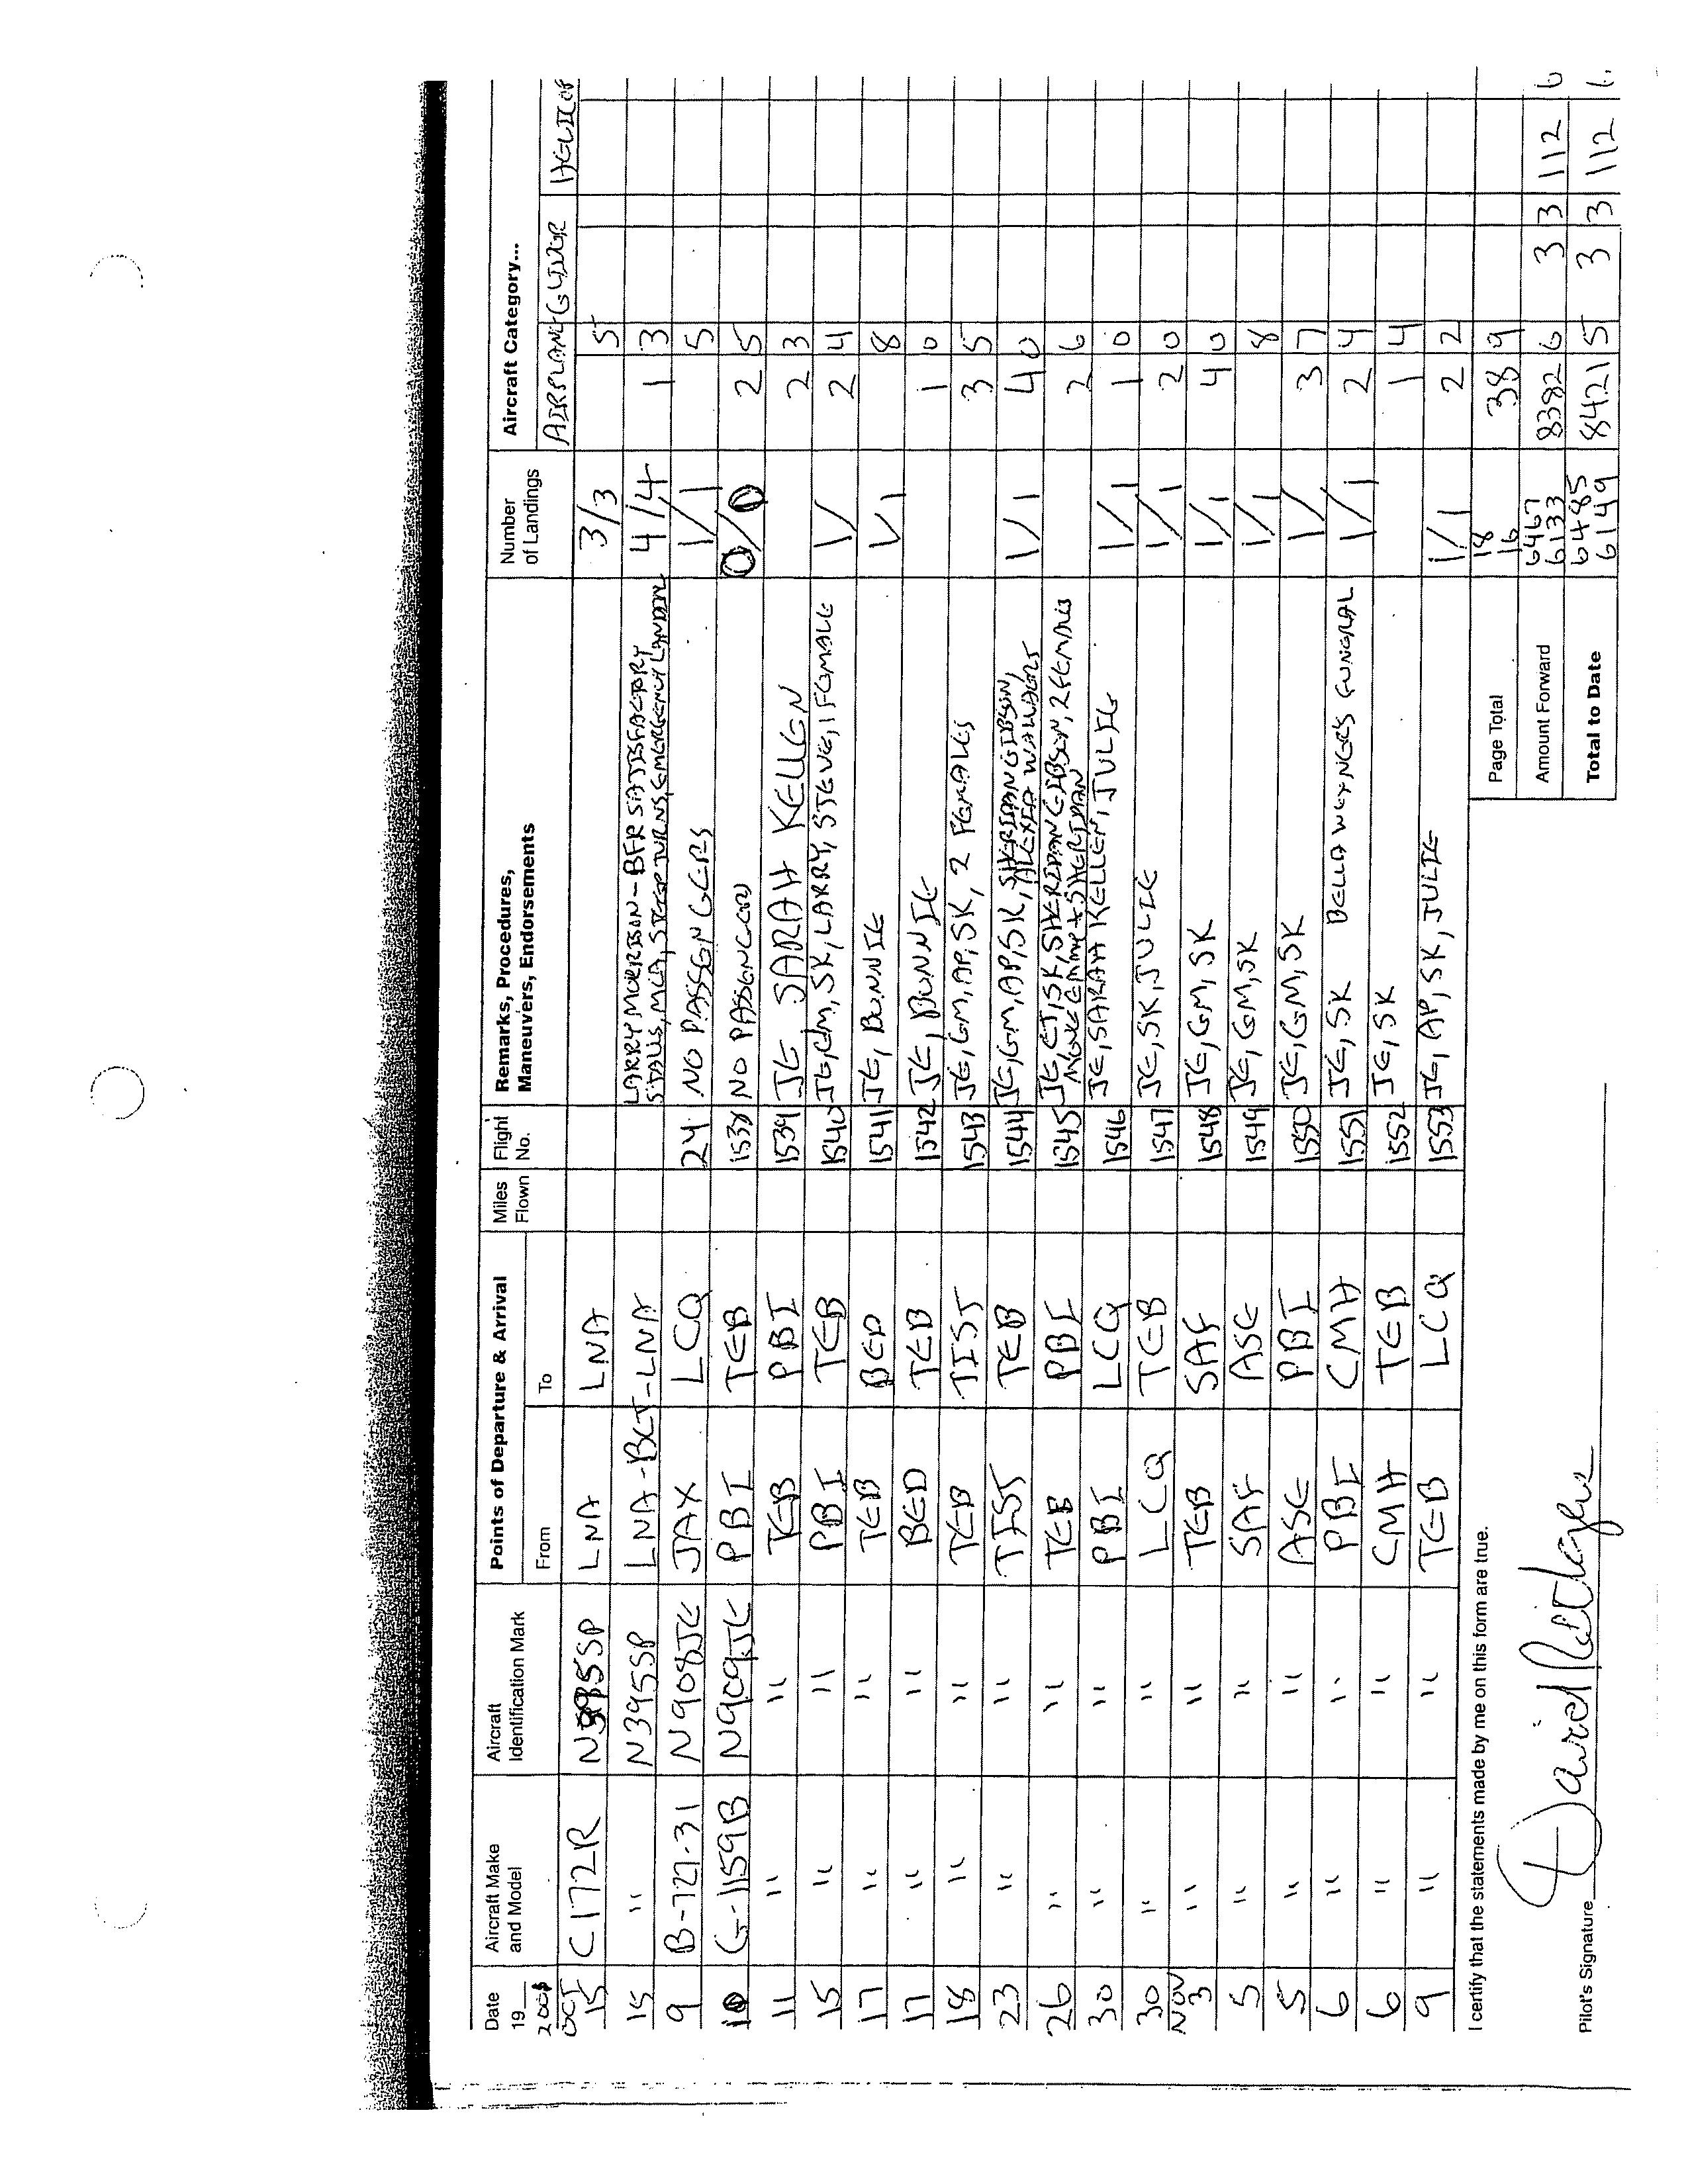 Date 19 2001 Aircraft Make and Model Aircraft Identification Mark Points of Departure & Arrival From To Miles Flown Flight No. Remarks, Procedures, Maneuvers, Endorsements Number of Landings Aircraft Category... AIRPLANE GLIDER
OCT 15 C172R N395SP LNA LNA 3/3 5
15 " N395SP LNA-BCT-LNA LARRY MORRISON - BFR SATISFACTORY STALLS, MCA, STEEP TURNS, EMERGENCY LANDING 4/4 1 3
9 B-727-31 N908JE JAX LCQ 24 NO PASSENGERS 1/1 5
10 G-1159B N909JE PBI TEB 1538 NO PASSENGERS 0/0 2 5
11 " " TEB PBI 1539 JE SARAH KELLEN 2 3
15 " " PBI TEB 1540 JE, GM, SK, LARRY, STEVE, 1 FEMALE 1/ 2 4
17 " " TEB BED 1541 JE, BONNIE 1/1 8
17 " " BED TEB 1542 JE, BONNIE 1 0
18 " " TEB TIST 1543 JE, GM, AP, SK, 2 FEMALES 3 5
23 " " TIST TEB 1544 JE, GM, AP, SK, SHERIDAN GIBSON, ALEXIA 1/1 4 0
26 " " TEB PBI 1545 JE, ET, SK, SHERIDAN GIBSON, 2 FEMALES 2 6
30 " " PBI LCQ 1546 JE, SARAH KELLEN, JULIE 1/1 1 0
30 " " LCQ TEB 1547 JE, SK, JULIE 1/1 2 0
NOV 3 " " TEB SAF 1548 JE, GM, SK 1/1 4 0
5 " " SAF ASE 1549 JE, GM, SK 1/1 8
5 " " ASE PBI 1550 JE, GM, SK 1/ 3 7
6 " " PBI CMH 1551 JE, SK BELLA WEXNER'S FUNERAL 1/1 2 4
6 " " CMH TEB 1552 JE, SK 1 4
9 " " TEB LCQ 1553 JE, AP, SK, JULIE 1/1 2 2
I certify that the statements made by me on this form are true.
Page Total 18 16 38 9
Amount Forward 6467 6133 8382 6 3 3 112 6
Pilot's Signature David Rodgers Total to Date 6485 6149 8421 5 3 3 112 6